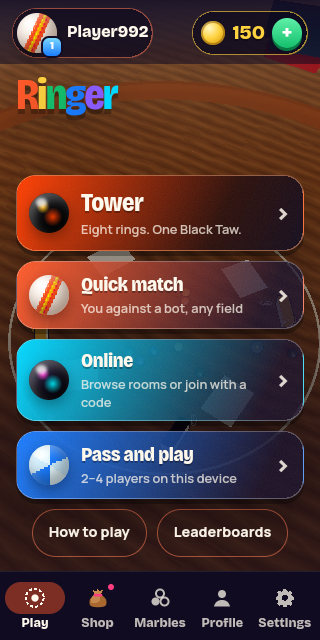 Player992
1
150
+
Ringer
Tower
Eight rings. One Black Taw.
Quick match
You against a bot, any field
Online
Browse rooms or join with a
code
Pass and play
2–4 players on this device
How to play
Leaderboards
Play
Shop
Marbles
Profile
Settings